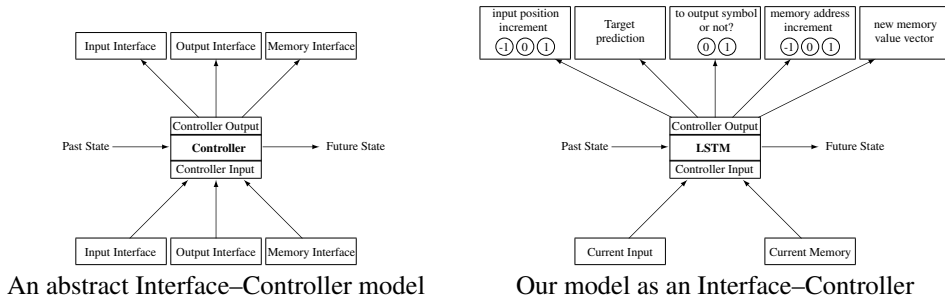 Input Interface
Output Interface
Memory Interface
Controller Output
Past State
Controller
Future State
Controller Input
Input Interface
Output Interface
Memory Interface
An abstract Interface–Controller model
input position
increment
-1 0 1
Target
prediction
to output symbol
or not?
0 1
memory address
increment
-1 0 1
new memory
value vector
Controller Output
Past State
LSTM
Future State
Controller Input
Current Input
Current Memory
Our model as an Interface–Controller